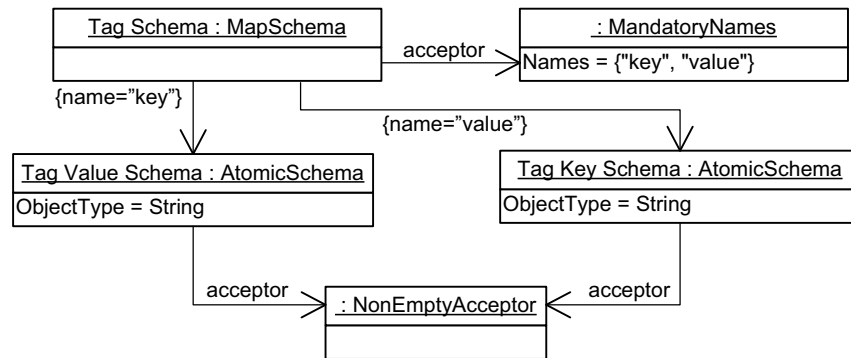 Tag Schema : MapSchema
acceptor
: MandatoryNames
Names = {"key", "value"}
{name=”key”}
{name=”value”}
Tag Value Schema : AtomicSchema
ObjectType = String
Tag Key Schema : AtomicSchema
ObjectType = String
acceptor
acceptor
: NonEmptyAcceptor